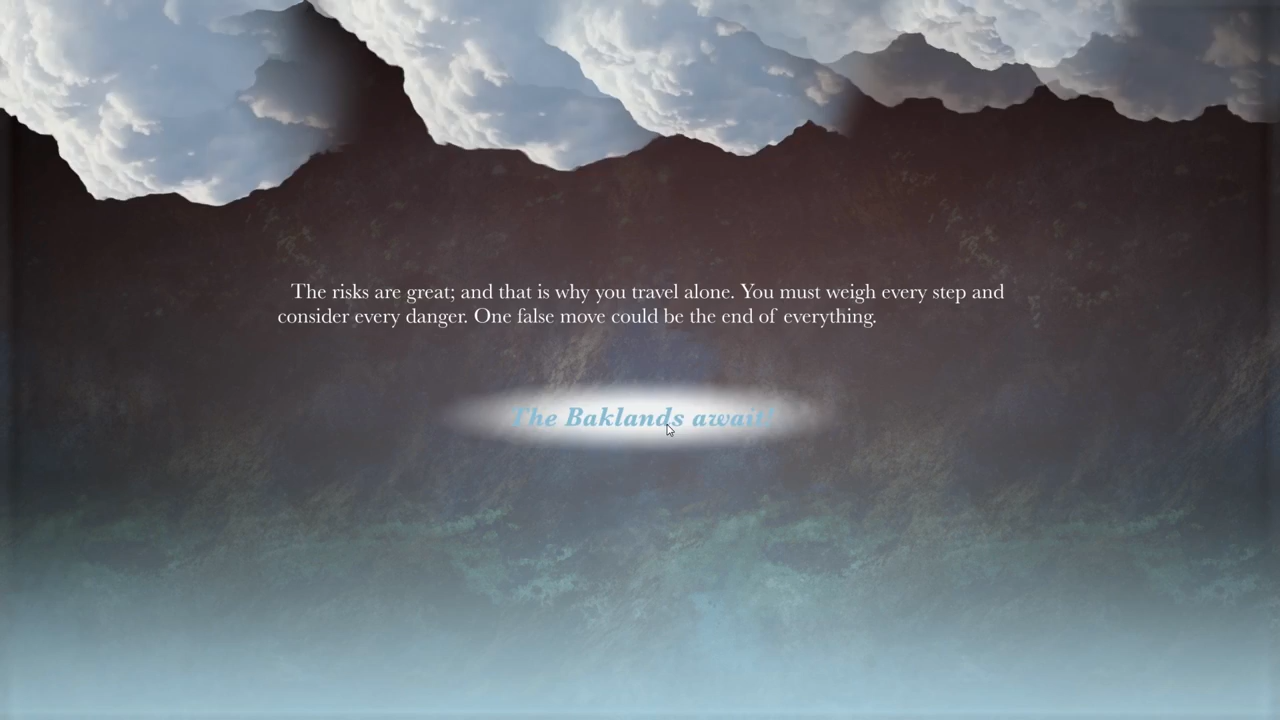 The risks are great; and that is why you travel alone. You must weigh every step and
consider every danger. One false move could be the end of everything.
The Baklands await!